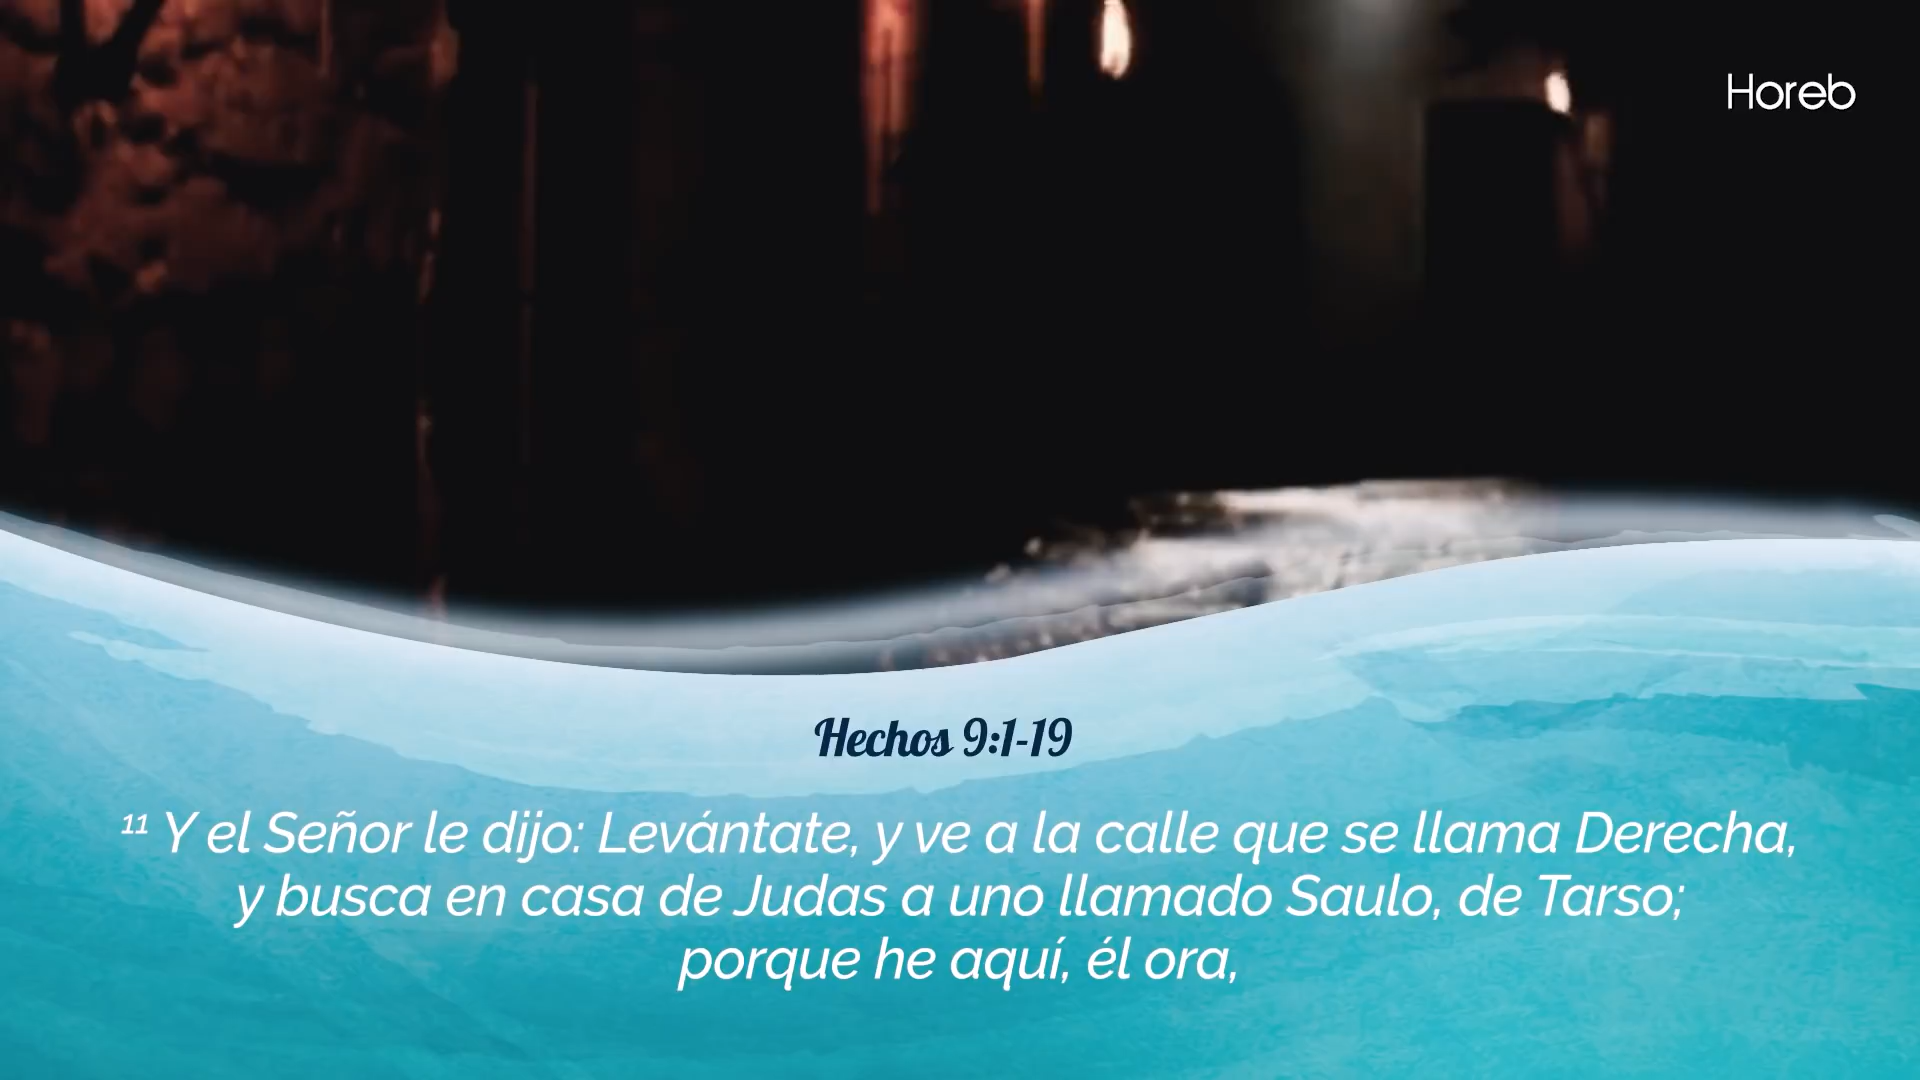 Horeb
Hechos 9:1-19
¹¹ Y el Señor le dijo: Levántate, y ve a la calle que se llama Derecha,
y busca en casa de Judas a uno llamado Saulo, de Tarso;
porque he aquí, él ora,